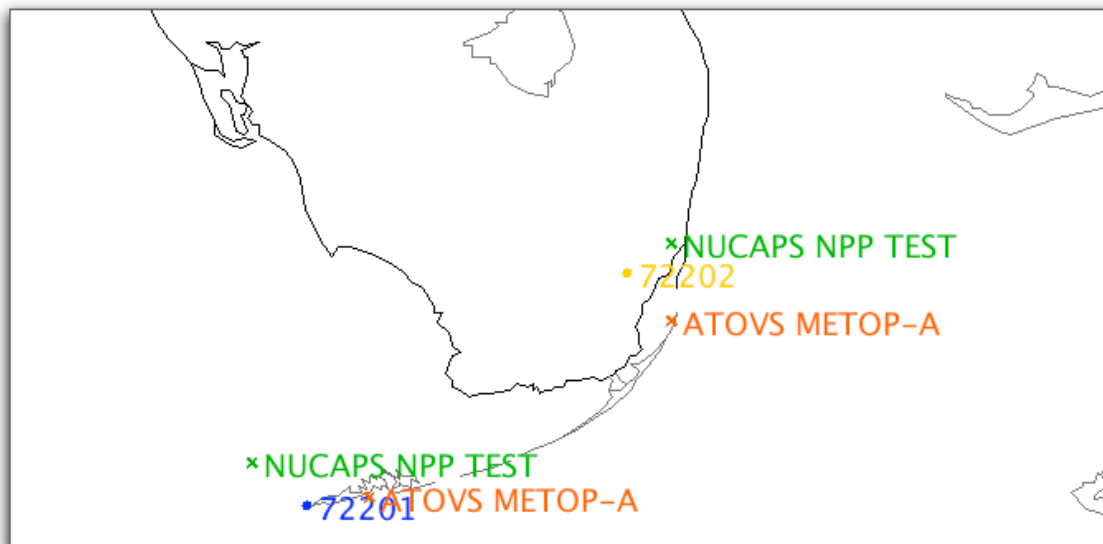 NUCAPS NPP TEST
72202
ATOVS METOP-A
NUCAPS NPP TEST
ATOVS METOP-A
72201